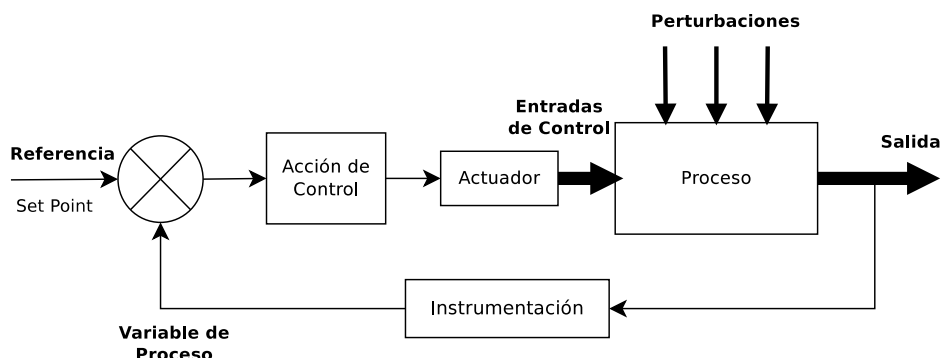 Perturbaciones
Entradas
de Control
Salida
Referencia
Set Point
Acción de
Control
Actuador
Proceso
Instrumentación
Variable de
Proceso